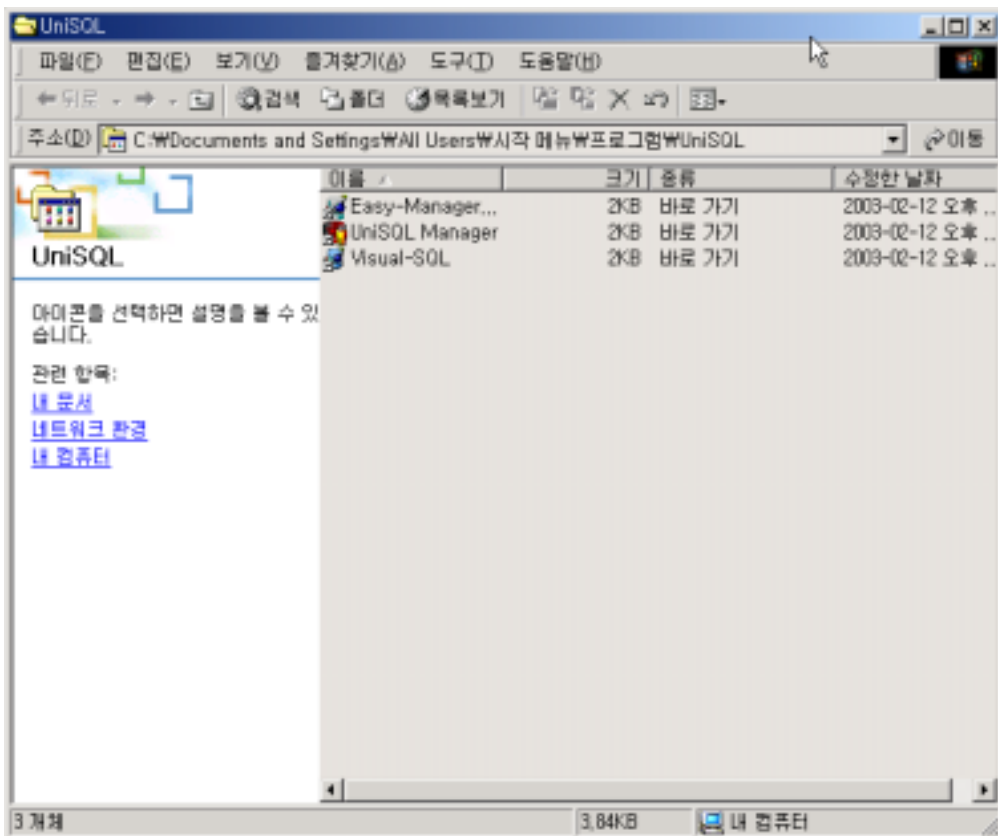 UniSQL
파일(F) 편집(E) 보기(V) 즐겨찾기(A) 도구(T) 도움말(H)
뒤로 검색 폴더 목록보기
주소(D) C:₩Documents and Settings₩All Users₩시작 메뉴₩프로그램₩UniSQL 이동
이름 크기 종류 수정한 날짜
Easy-Manager... 2KB 바로 가기 2003-02-12 오후 ...
UniSQL Manager 2KB 바로 가기 2003-02-12 오후 ...
Visual-SQL 2KB 바로 가기 2003-02-12 오후 ...
UniSQL
아이콘을 선택하면 설명을 볼 수 있
습니다.
관련 항목:
내 문서
네트워크 환경
내 컴퓨터
3 개체 3,84KB 내 컴퓨터